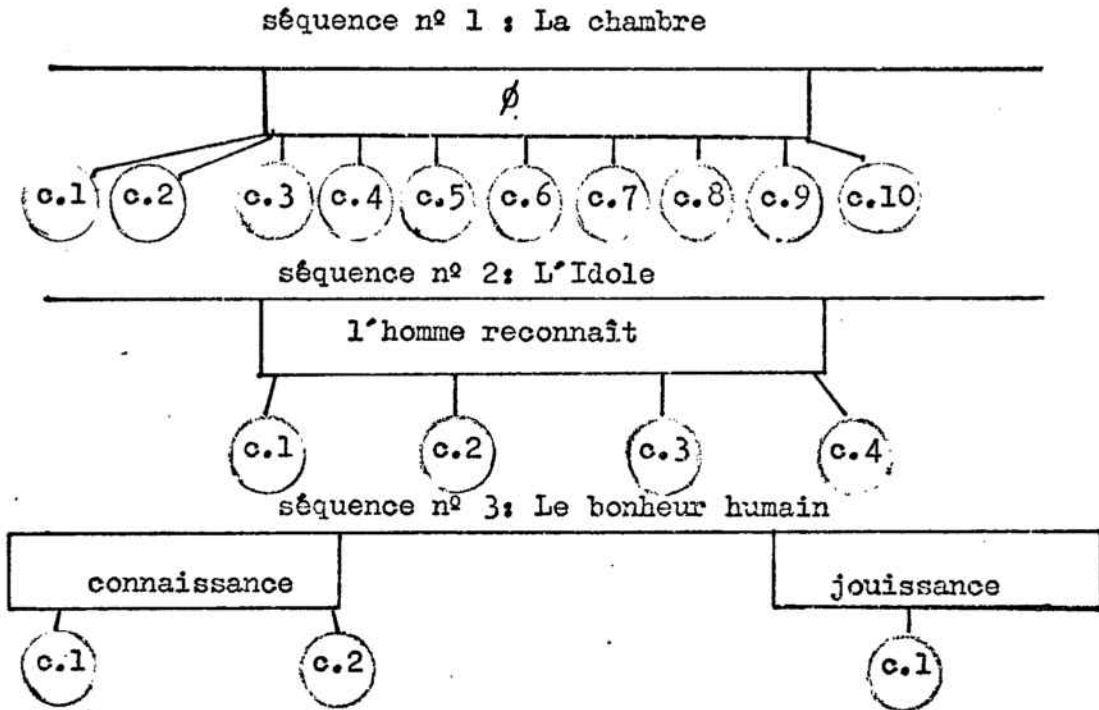 séquence nº 1 : La chambre
ø
c.1 c.2 c.3 c.4 c.5 c.6 c.7 c.8 c.9 c.10
séquence nº 2: L´Idole
l´homme reconnaît
c.1 c.2 c.3 c.4
séquence nº 3: Le bonheur humain
connaissance jouissance
c.1 c.2 c.1